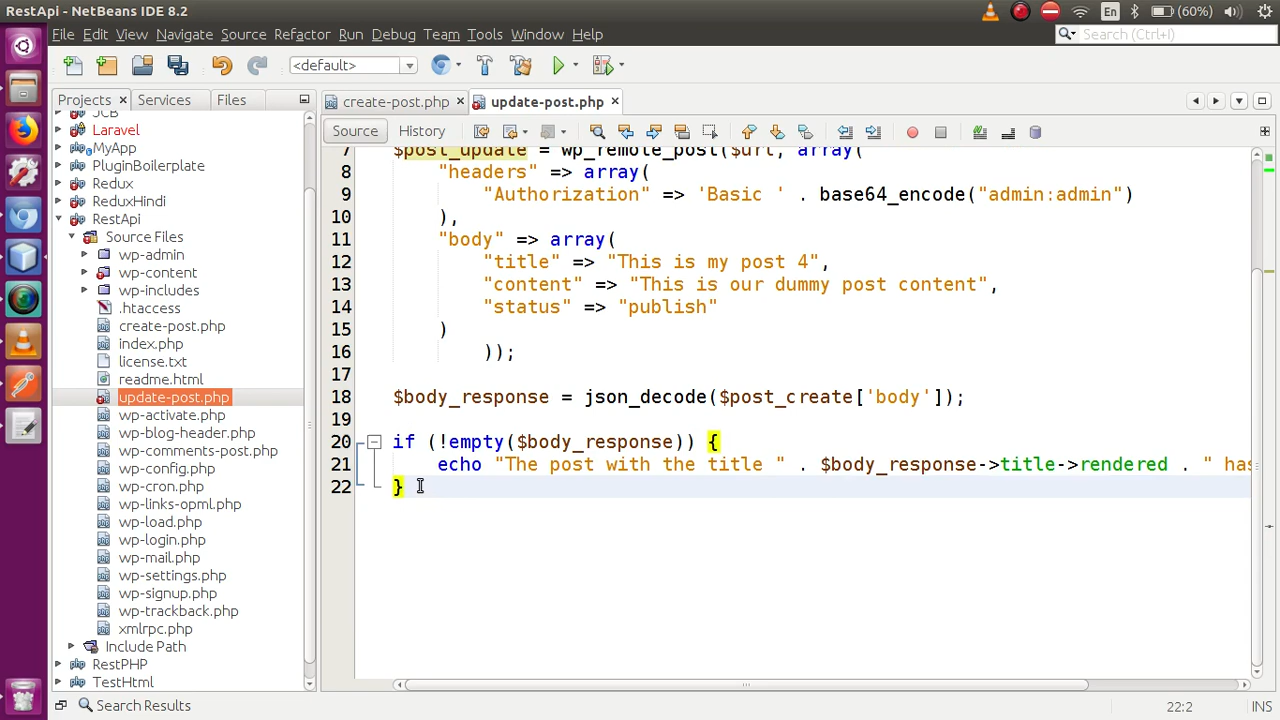 RestApi - NetBeans IDE 8.2
En
(60%)
File Edit View Navigate Source Refactor Run Debug Team Tools Window Help
Search (Ctrl+I)
<default>
Projects
Services
Files
create-post.php
update-post.php
Source
History
JCB
Laravel
MyApp
PluginBoilerplate
Redux
ReduxHindi
RestApi
Source Files
wp-admin
wp-content
wp-includes
.htaccess
create-post.php
index.php
license.txt
readme.html
update-post.php
wp-activate.php
wp-blog-header.php
wp-comments-post.php
wp-config.php
wp-cron.php
wp-links-opml.php
wp-load.php
wp-login.php
wp-mail.php
wp-settings.php
wp-signup.php
wp-trackback.php
xmlrpc.php
Include Path
RestPHP
TestHtml
7 $post_update = wp_remote_post($url, array(
8 "headers" => array(
9 "Authorization" => 'Basic ' . base64_encode("admin:admin")
10 ),
11 "body" => array(
12 "title" => "This is my post 4",
13 "content" => "This is our dummy post content",
14 "status" => "publish"
15 )
16 ));
17
18 $body_response = json_decode($post_create['body']);
19
20 if (!empty($body_response)) {
21 echo "The post with the title " . $body_response->title->rendered . " has
22 }
Search Results
22:2
INS